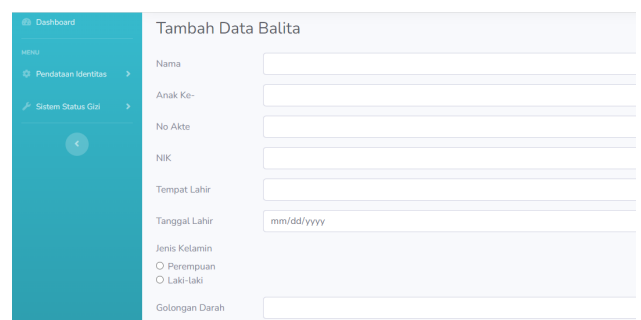 Dashboard
MENU
Pendataan Identitas
Sistem Status Gizi
Tambah Data Balita
Nama
Anak Ke-
No Akte
NIK
Tempat Lahir
Tanggal Lahir mm/dd/yyyy
Jenis Kelamin
Perempuan
Laki-laki
Golongan Darah